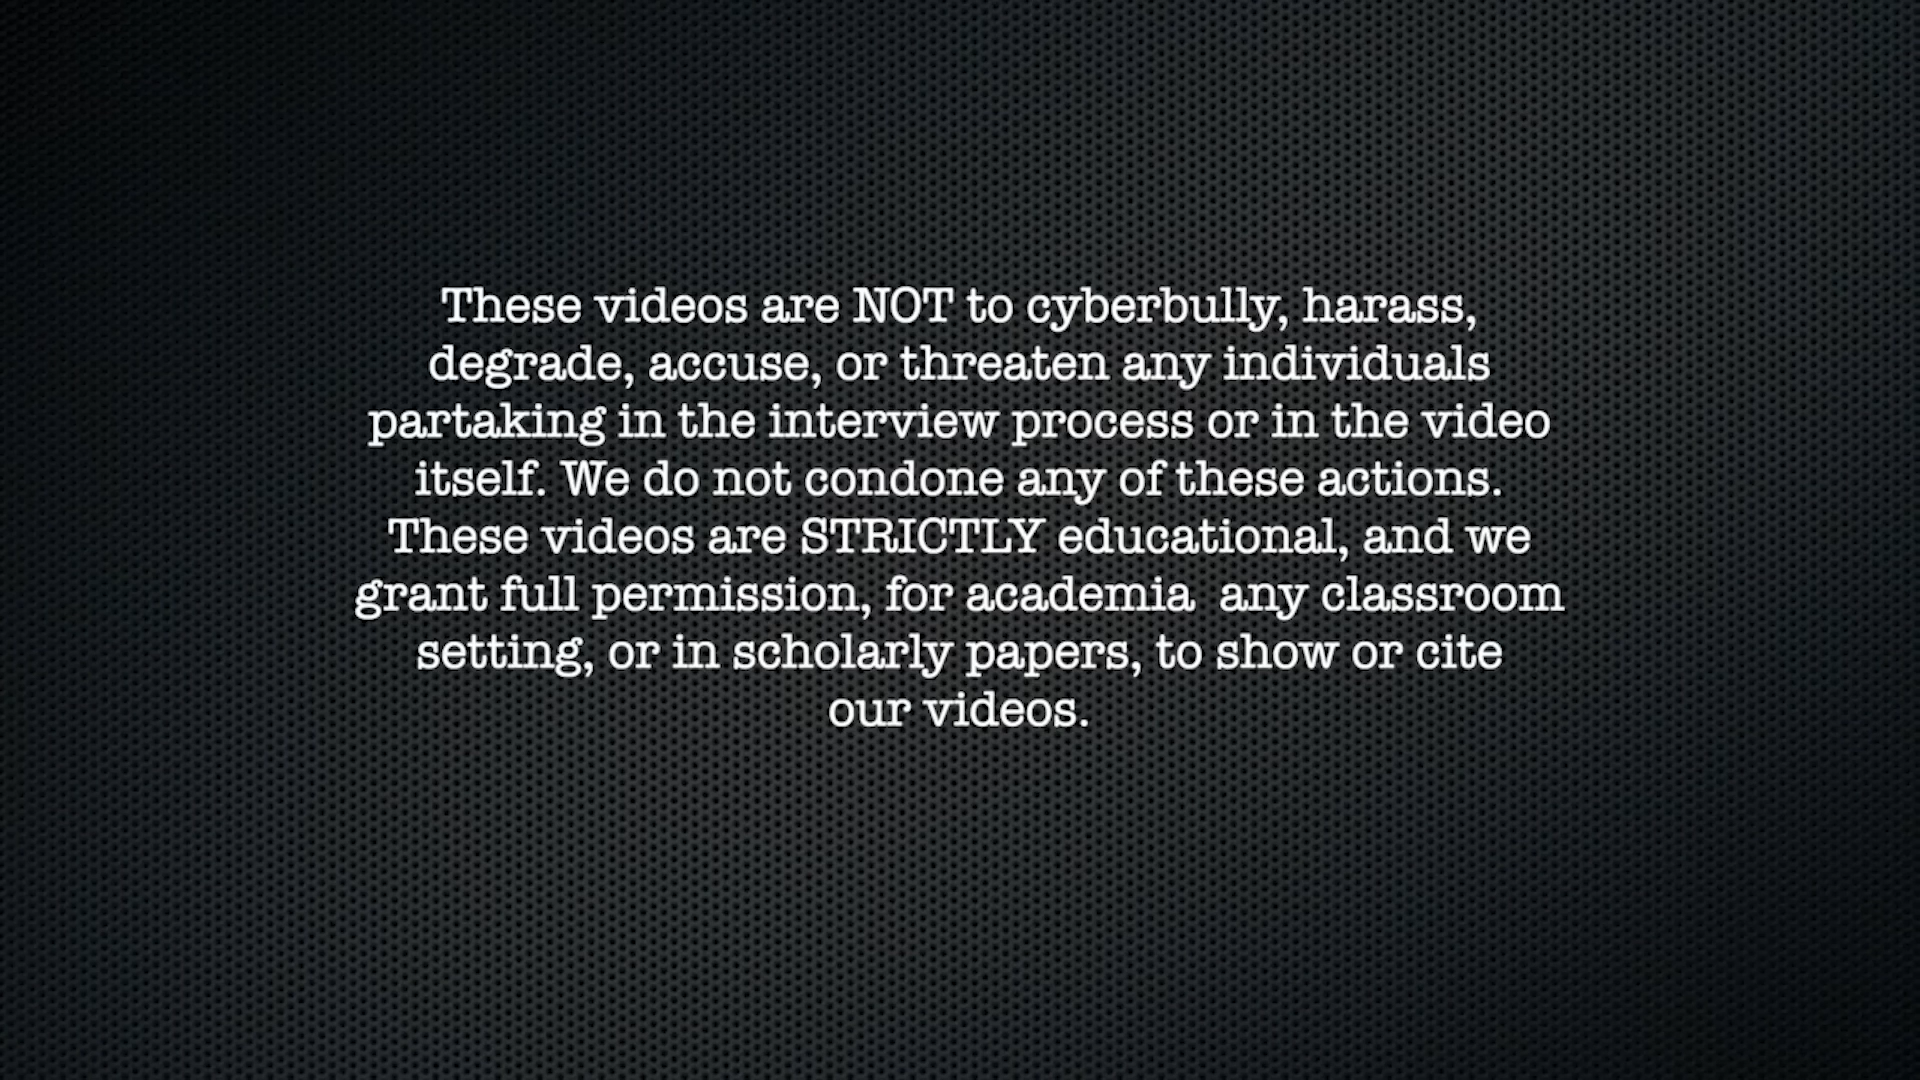 These videos are NOT to cyberbully, harass,
degrade, accuse, or threaten any individuals
partaking in the interview process or in the video
itself. We do not condone any of these actions.
These videos are STRICTLY educational, and we
grant full permission, for academia  any classroom
setting, or in scholarly papers, to show or cite
our videos.